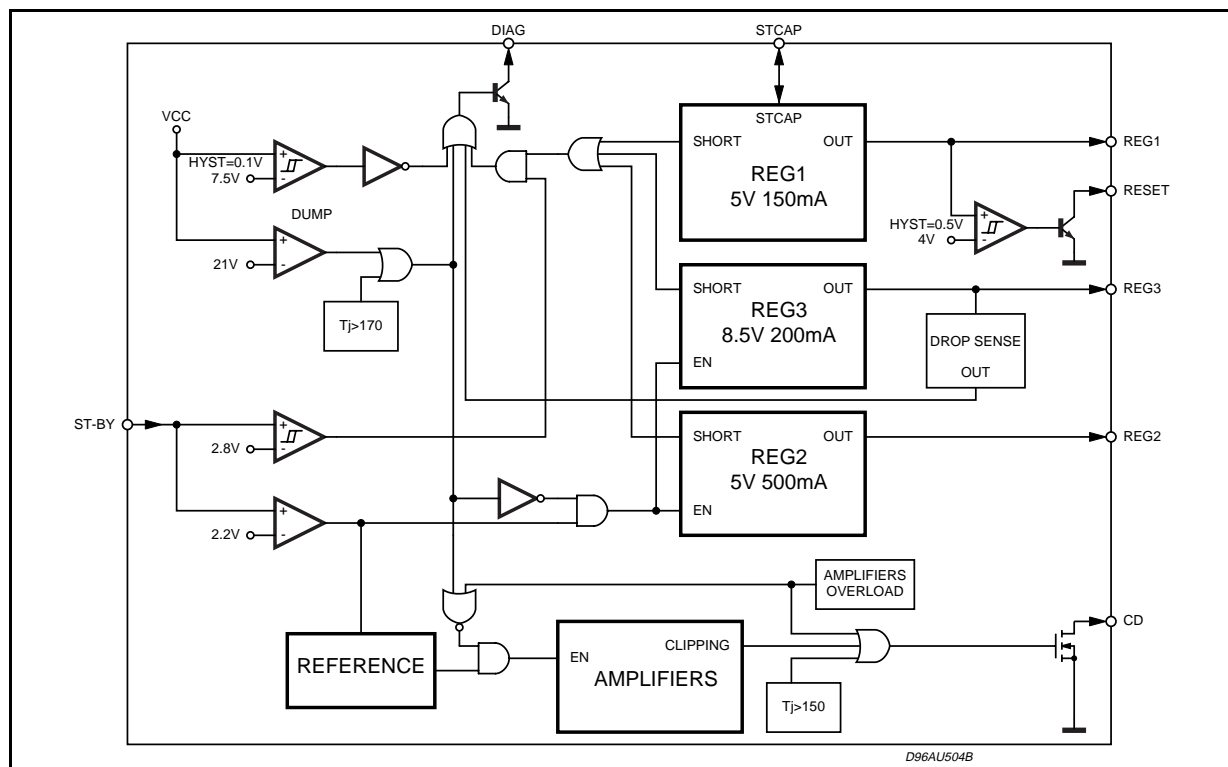 DIAG
STCAP
VCC
HYST=0.1V
7.5V
+
-
DUMP
+
-
21V
Tj>170
STCAP
SHORT
OUT
REG1
5V 150mA
REG1
RESET
HYST=0.5V
4V
+
-
SHORT
OUT
REG3
8.5V 200mA
EN
REG3
DROP SENSE
OUT
ST-BY
+
-
2.8V
SHORT
OUT
REG2
5V 500mA
EN
REG2
+
-
2.2V
AMPLIFIERS
OVERLOAD
CD
REFERENCE
EN
CLIPPING
AMPLIFIERS
Tj>150
D96AU504B